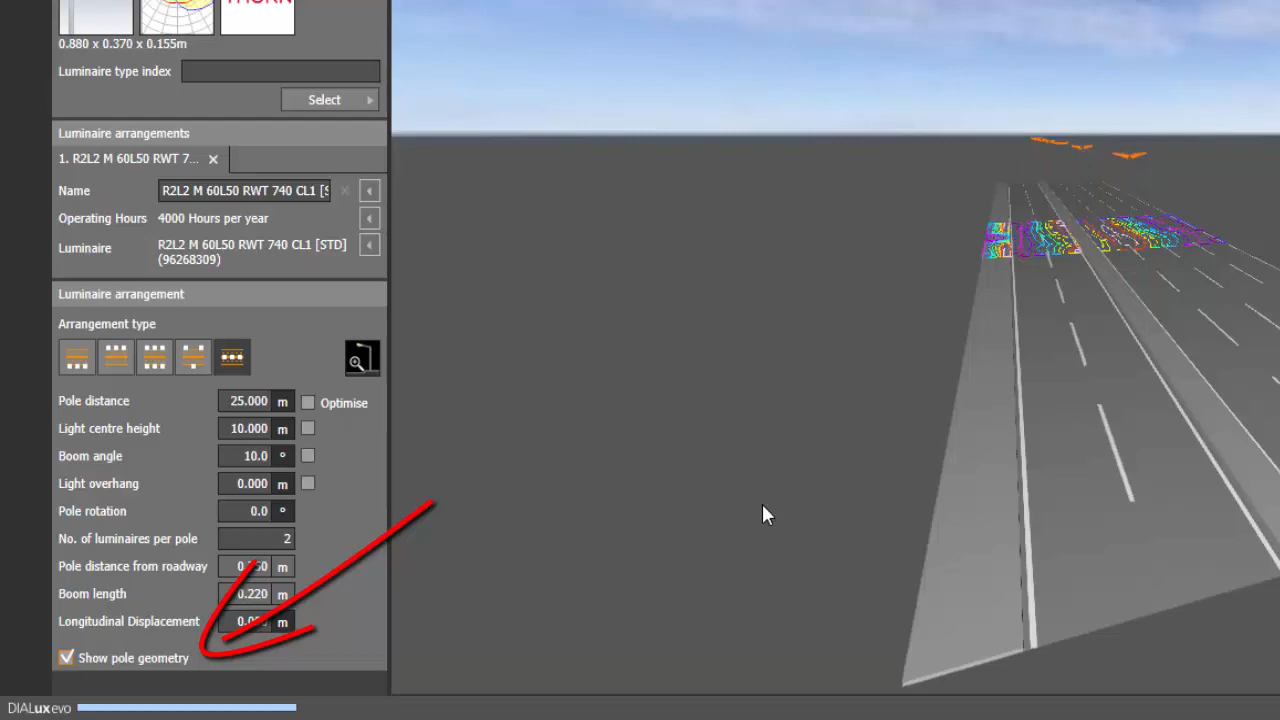 THORN
0.880 x 0.370 x 0.155m
Luminaire type index
Select
Luminaire arrangements
1. R2L2 M 60L50 RWT 7...
Name R2L2 M 60L50 RWT 740 CL1 [S
Operating Hours 4000 Hours per year
Luminaire R2L2 M 60L50 RWT 740 CL1 [STD]
(96268309)
Luminaire arrangement
Arrangement type
Pole distance 25.000 m Optimise
Light centre height 10.000 m
Boom angle 10.0 °
Light overhang 0.000 m
Pole rotation 0.0 °
No. of luminaires per pole 2
Pole distance from roadway m
Boom length 0.220 m
Longitudinal Displacement m
Show pole geometry
DIALux evo